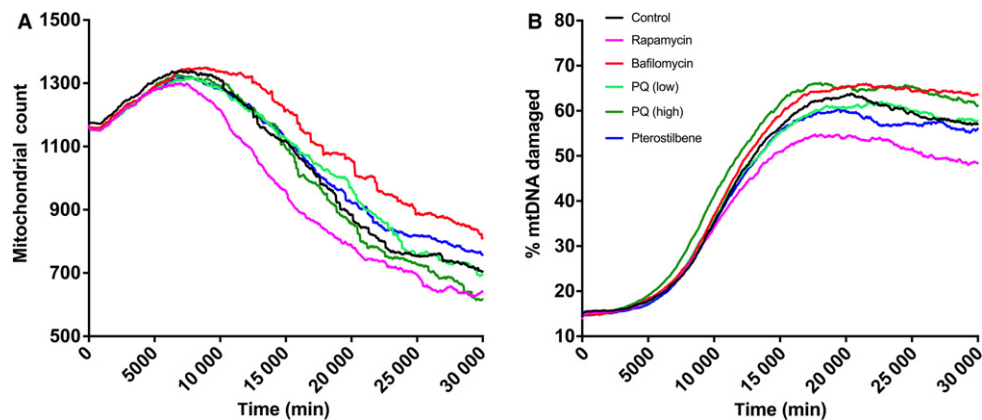 A
Mitochondrial count
1500
1300
1100
900
700
500
0
5000
10 000
15 000
20 000
25 000
30 000
Time (min)
B
% mtDNA damaged
80
70
60
50
40
30
20
10
Control
Rapamycin
Bafilomycin
PQ (low)
PQ (high)
Pterostilbene
0
5000
10 000
15 000
20 000
25 000
30 000
Time (min)